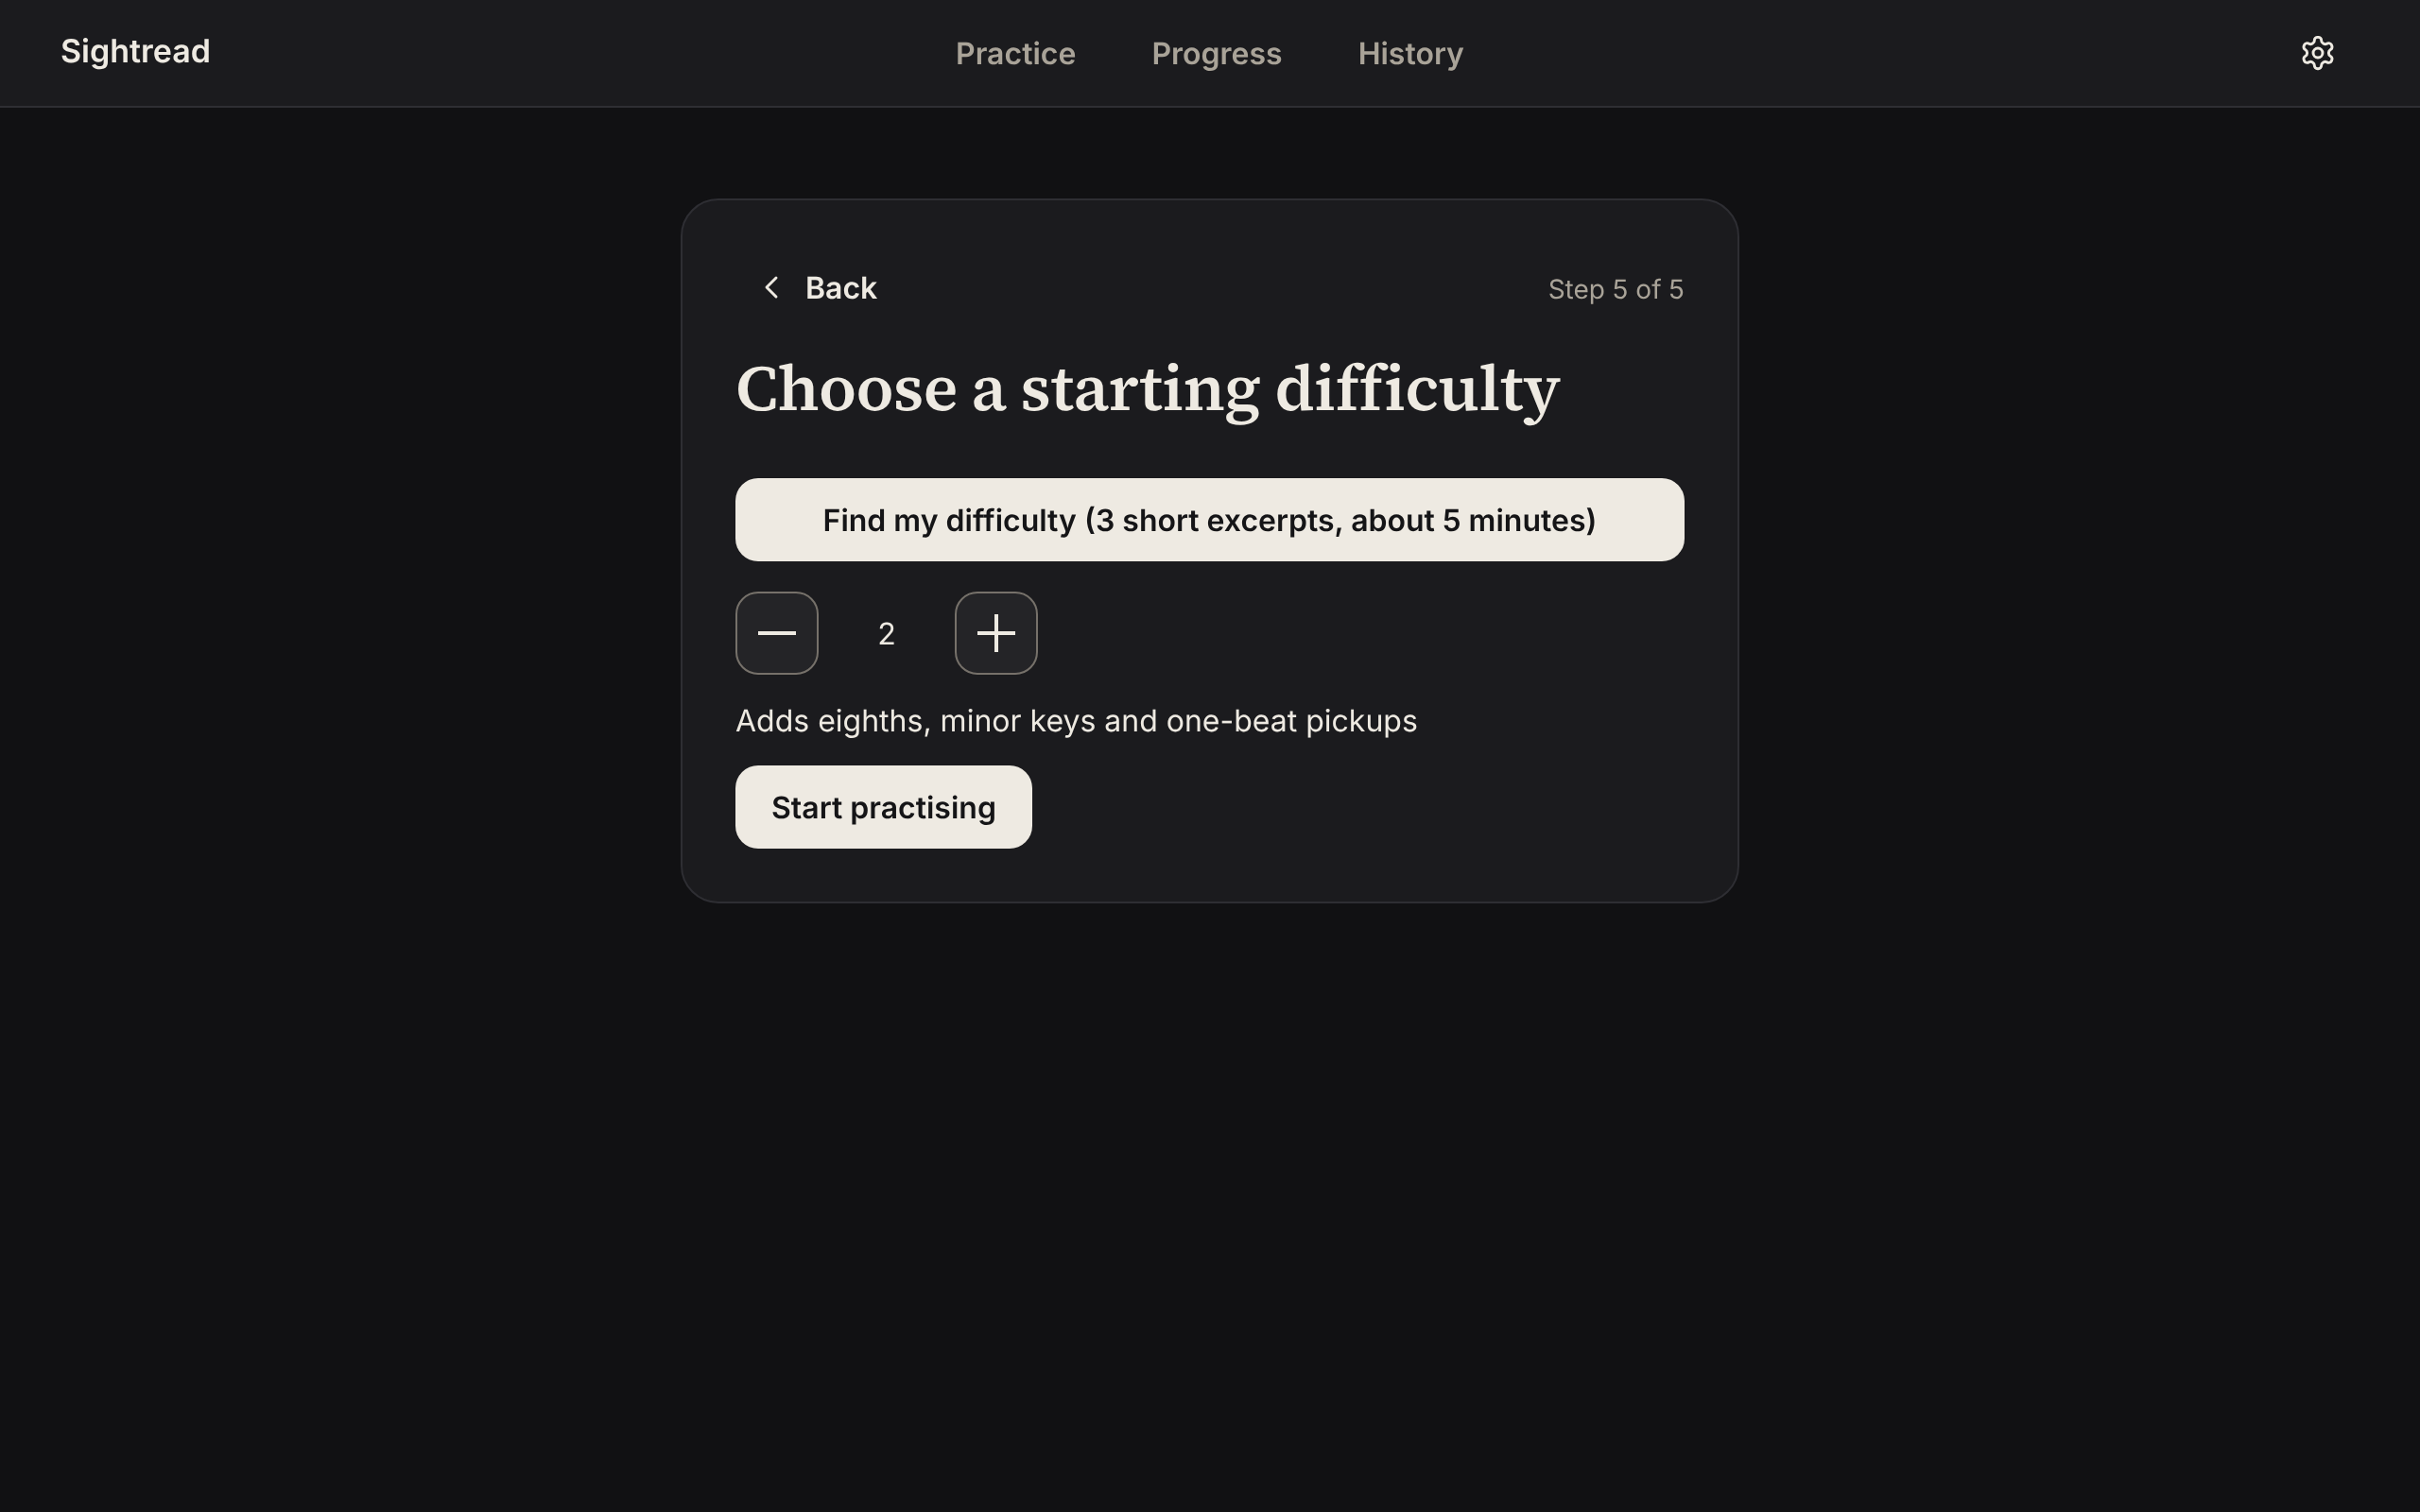 Sightread
Practice Progress History
Back
Step 5 of 5
Choose a starting difficulty
Find my difficulty (3 short excerpts, about 5 minutes)
2
Adds eighths, minor keys and one-beat pickups
Start practising